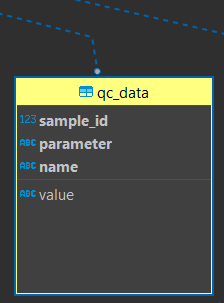 qc_data
123 sample_id
ABC parameter
ABC name
ABC value